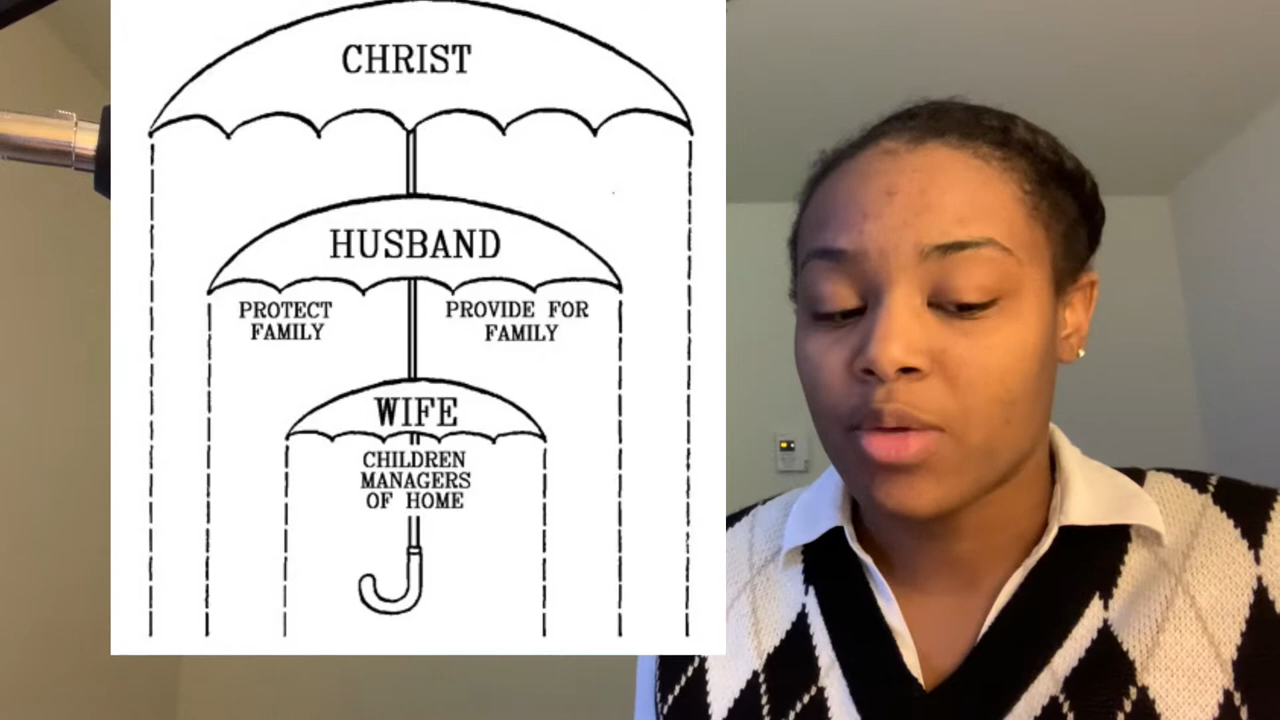 CHRIST
HUSBAND
PROTECT
FAMILY
PROVIDE FOR
FAMILY
WIFE
CHILDREN
MANAGERS
OF HOME